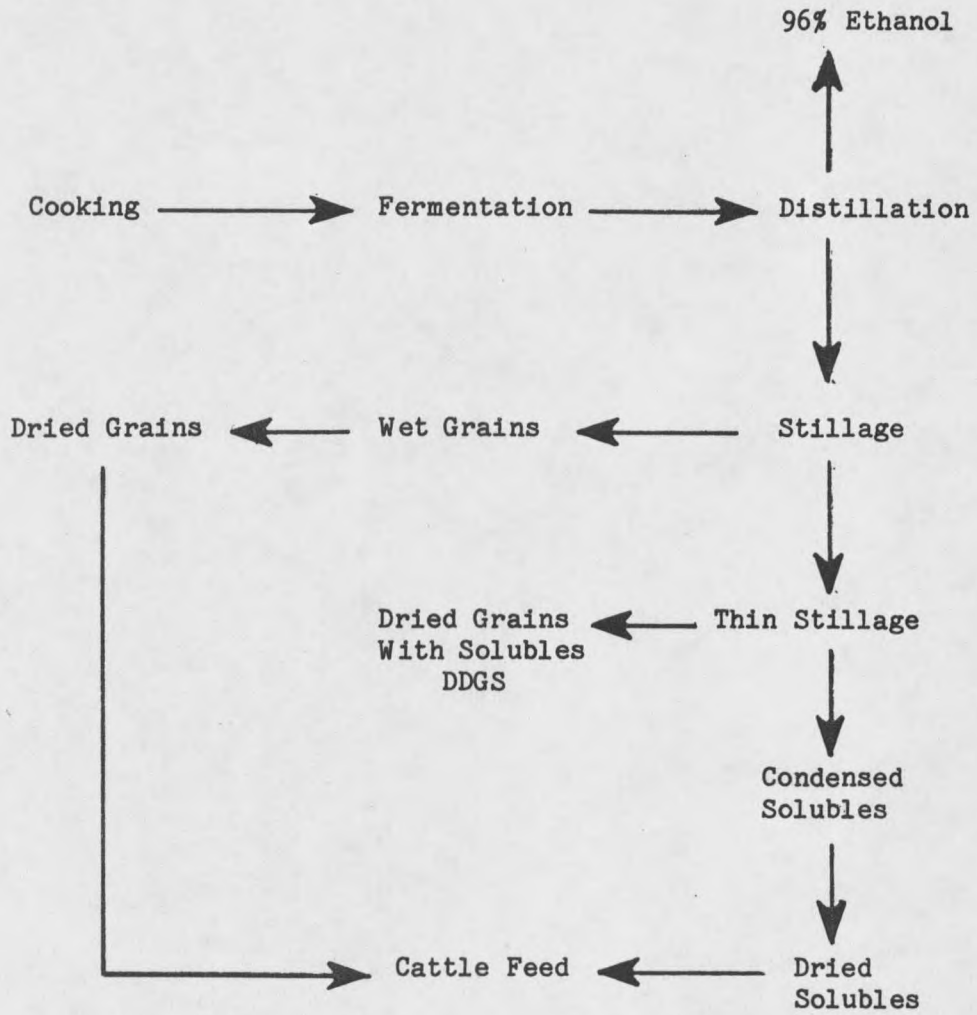 96% Ethanol
Cooking
Fermentation
Distillation
Dried Grains
Wet Grains
Stillage
Dried Grains
With Solubles
DDGS
Thin Stillage
Condensed
Solubles
Cattle Feed
Dried
Solubles